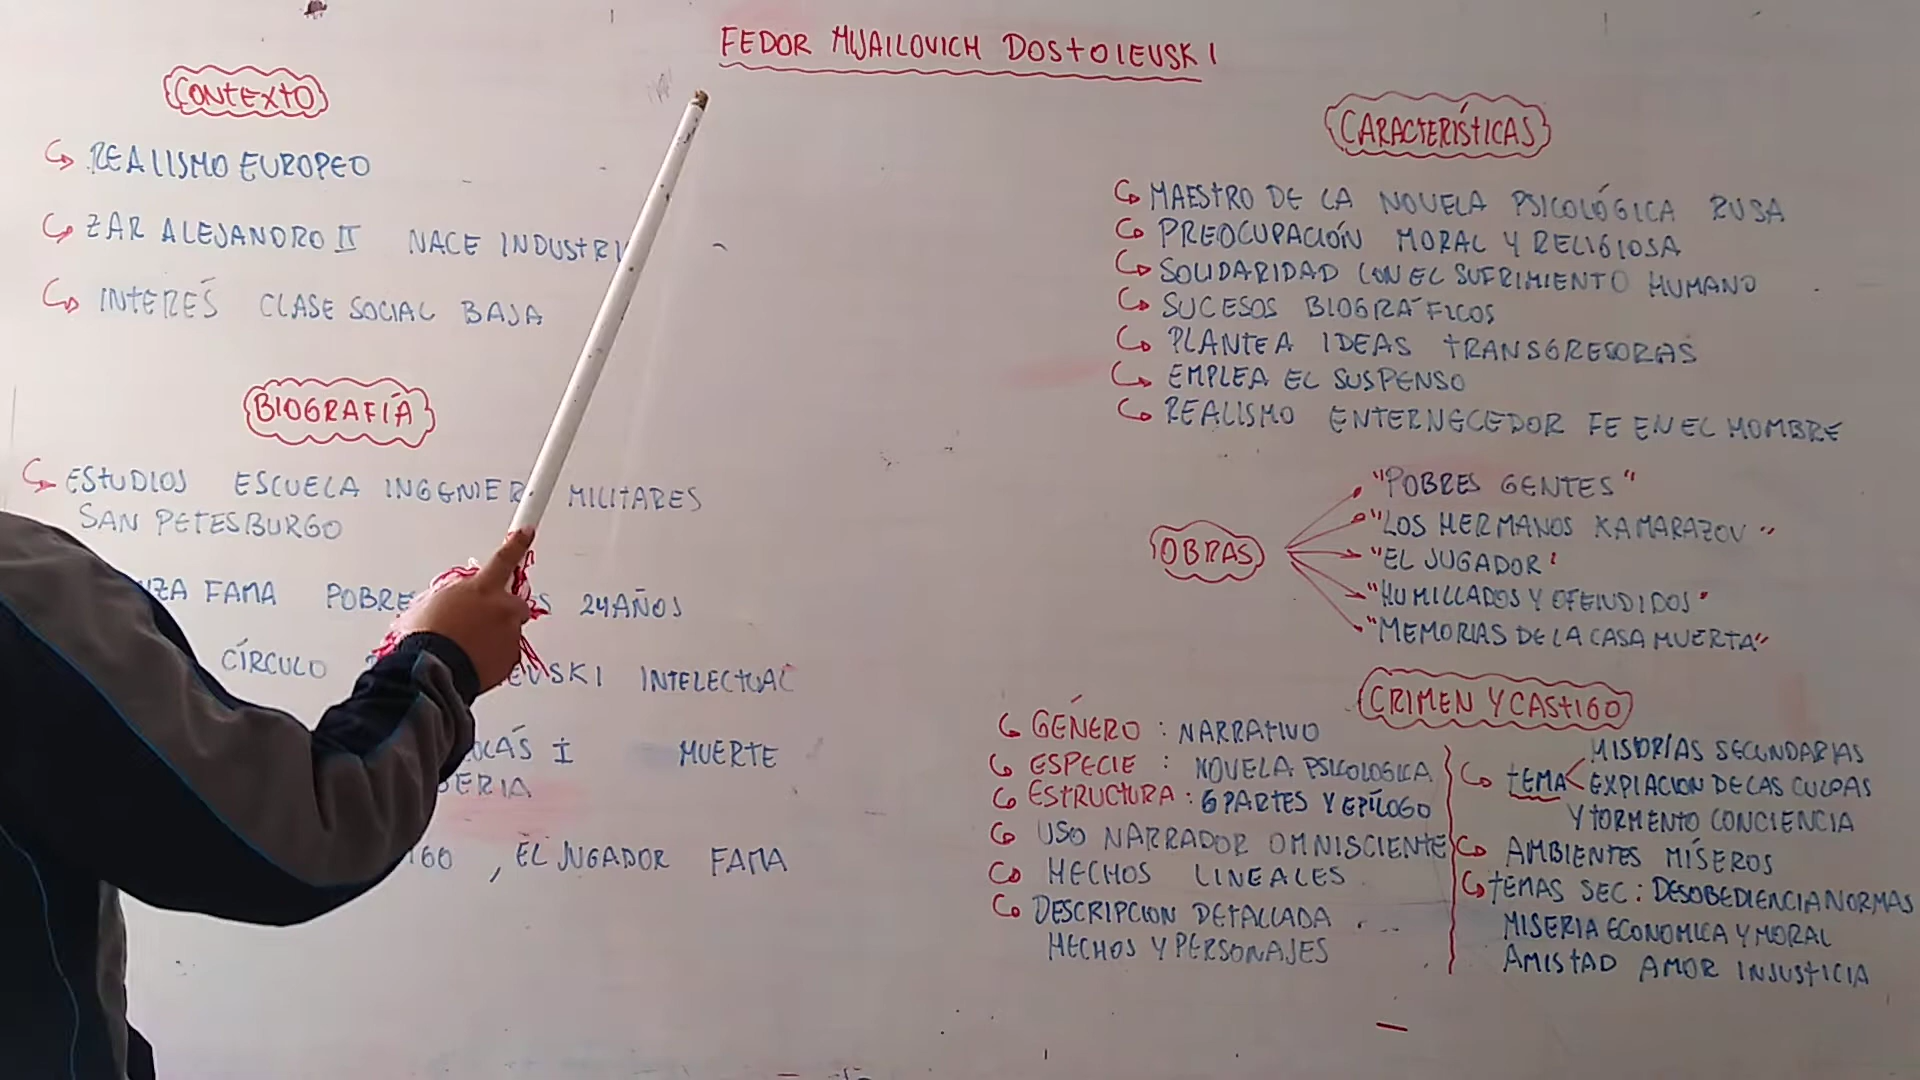 FEDOR MIJAILOVICH DOSTOIEVSKI
CONTEXTO
REALISMO EUROPEO
ZAR ALEJANDRO II NACE INDUSTRI
INTERÉS CLASE SOCIAL BAJA
BIOGRAFÍA
ESTUDIOS ESCUELA INGENIER MILITARES
SAN PETESBURGO
ZA FAMA POBRES 24 AÑOS
CÍRCULO EVSKI INTELECTUAL
OLÁS I MUERTE
BERIA
IGO, EL JUGADOR FAMA
CARACTERÍSTICAS
MAESTRO DE LA NOVELA PSICOLÓGICA RUSA
PREOCUPACIÓN MORAL Y RELIGIOSA
SOLIDARIDAD CON EL SUFRIMIENTO HUMANO
SUCESOS BIOGRÁFICOS
PLANTEA IDEAS TRANSGRESORAS
EMPLEA EL SUSPENSO
REALISMO ENTERNECEDOR FE EN EL HOMBRE
OBRAS
"POBRES GENTES"
"LOS HERMANOS KAMARAZOV"
"EL JUGADOR"
"HUMILLADOS Y OFENDIDOS"
"MEMORIAS DE LA CASA MUERTA"
CRIMEN Y CASTIGO
GÉNERO : NARRATIVO
ESPECIE : NOVELA PSICOLOGICA
ESTRUCTURA : 6 PARTES Y EPÍLOGO
USO NARRADOR OMNISCIENTE
HECHOS LINEALES
DESCRIPCION DETALLADA
HECHOS Y PERSONAJES
HISTORIAS SECUNDARIAS
TEMA < EXPIACION DE LAS CULPAS
Y TORMENTO CONCIENCIA
AMBIENTES MÍSEROS
TEMAS SEC : DESOBEDIENCIA NORMAS
MISERIA ECONOMICA Y MORAL
AMISTAD AMOR INJUSTICIA